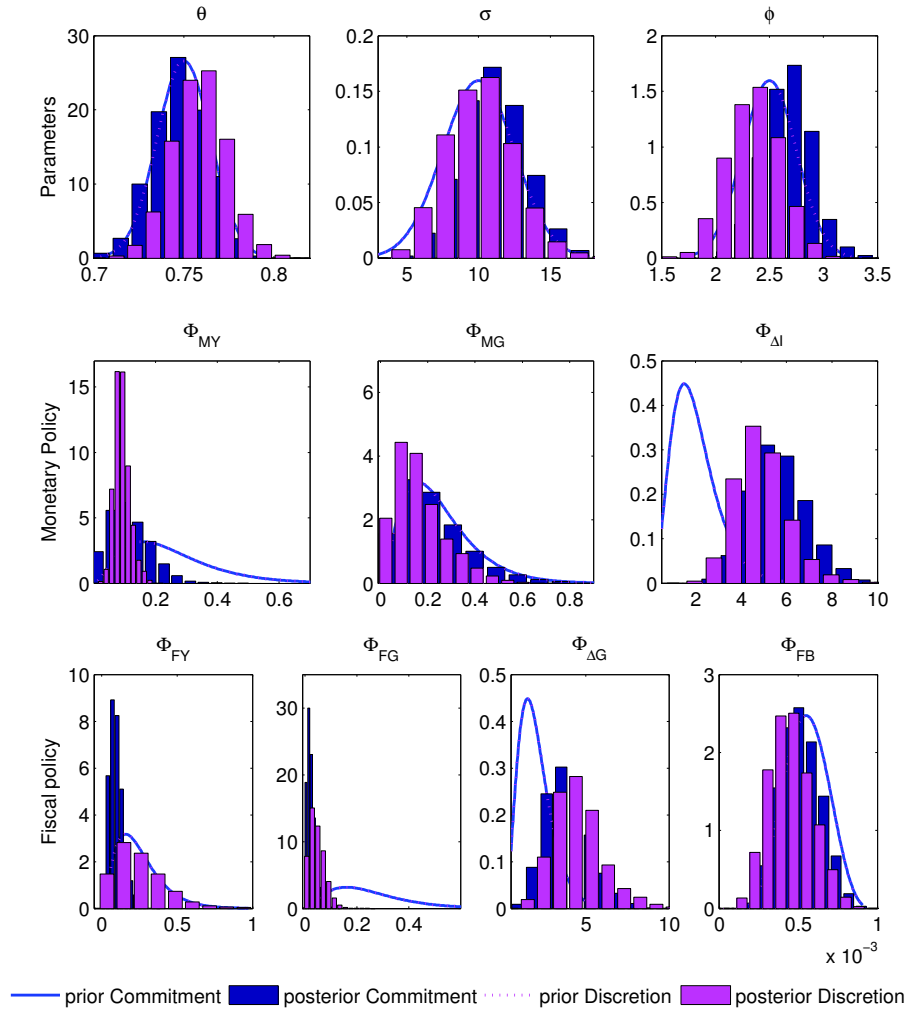 θ σ ϕ
30 0.2 2
20 0.15 1.5
0.1 1
10 0.05 0.5
0 0 0
0.7 0.75 0.8 5 10 15 1.5 2 2.5 3 3.5
Parameters
Φ_MY Φ_MG Φ_ΔI
15 6 0.5
10 4 0.4
5 2 0.3
0 0 0.2
0.1
0
0.2 0.4 0.6 0 0.2 0.4 0.6 0.8 2 4 6 8 10
Monetary Policy
Φ_FY Φ_FG Φ_ΔG Φ_FB
10 30 0.5 3
8 20 0.4 2
6 10 0.3 1
4 0 0.2 0
2 0.1
0 0
0 0.5 1 0 0.2 0.4 5 10 0 0.5 1
x 10⁻³
Fiscal policy
prior Commitment posterior Commitment prior Discretion posterior Discretion